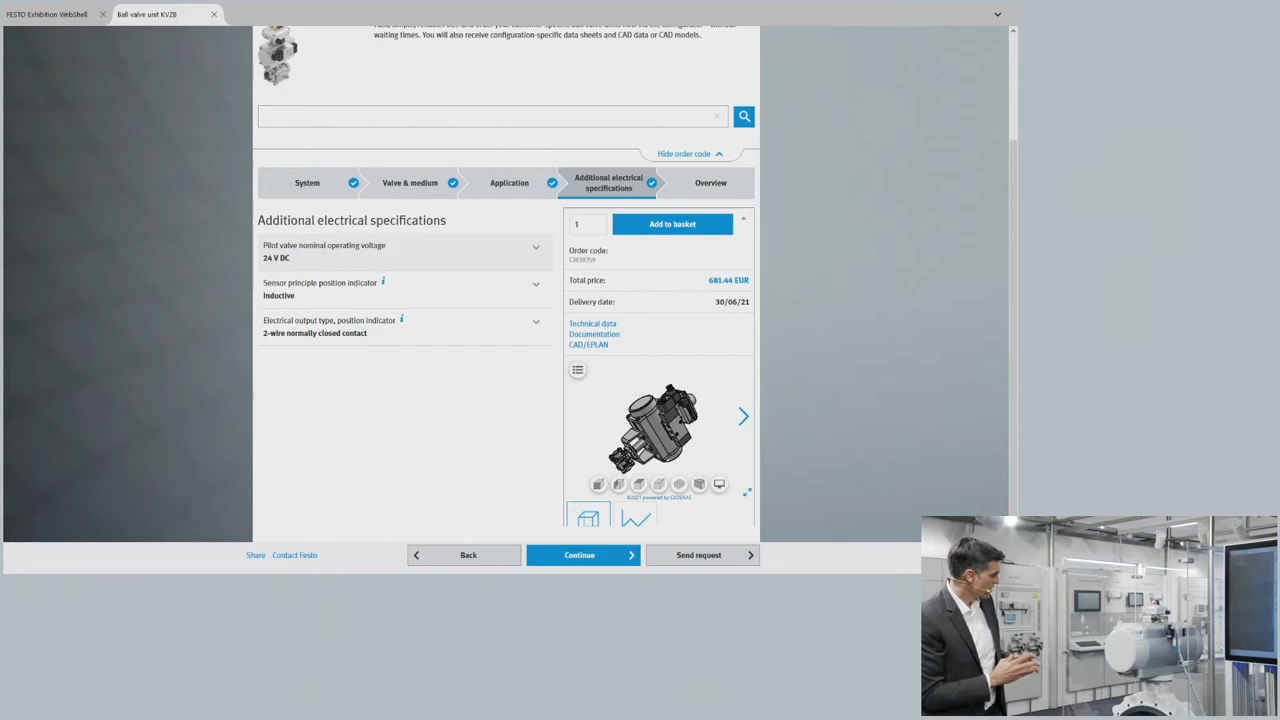 FESTO Exhibition WebShell
Ball valve unit KVZB
waiting times. You will also receive configuration-specific data sheets and CAD data or CAD models.
Hide order code
System
Valve & medium
Application
Additional electrical
specifications
Overview
Additional electrical specifications
Pilot valve nominal operating voltage
24 V DC
Sensor principle position indicator i
Inductive
Electrical output type, position indicator i
2-wire normally closed contact
1
Add to basket
Order code:
Total price:
681.44 EUR
Delivery date:
30/06/21
Technical data
Documentation
CAD/EPLAN
©2021 powered by CADENAS
Share
Contact Festo
Back
Continue
Send request